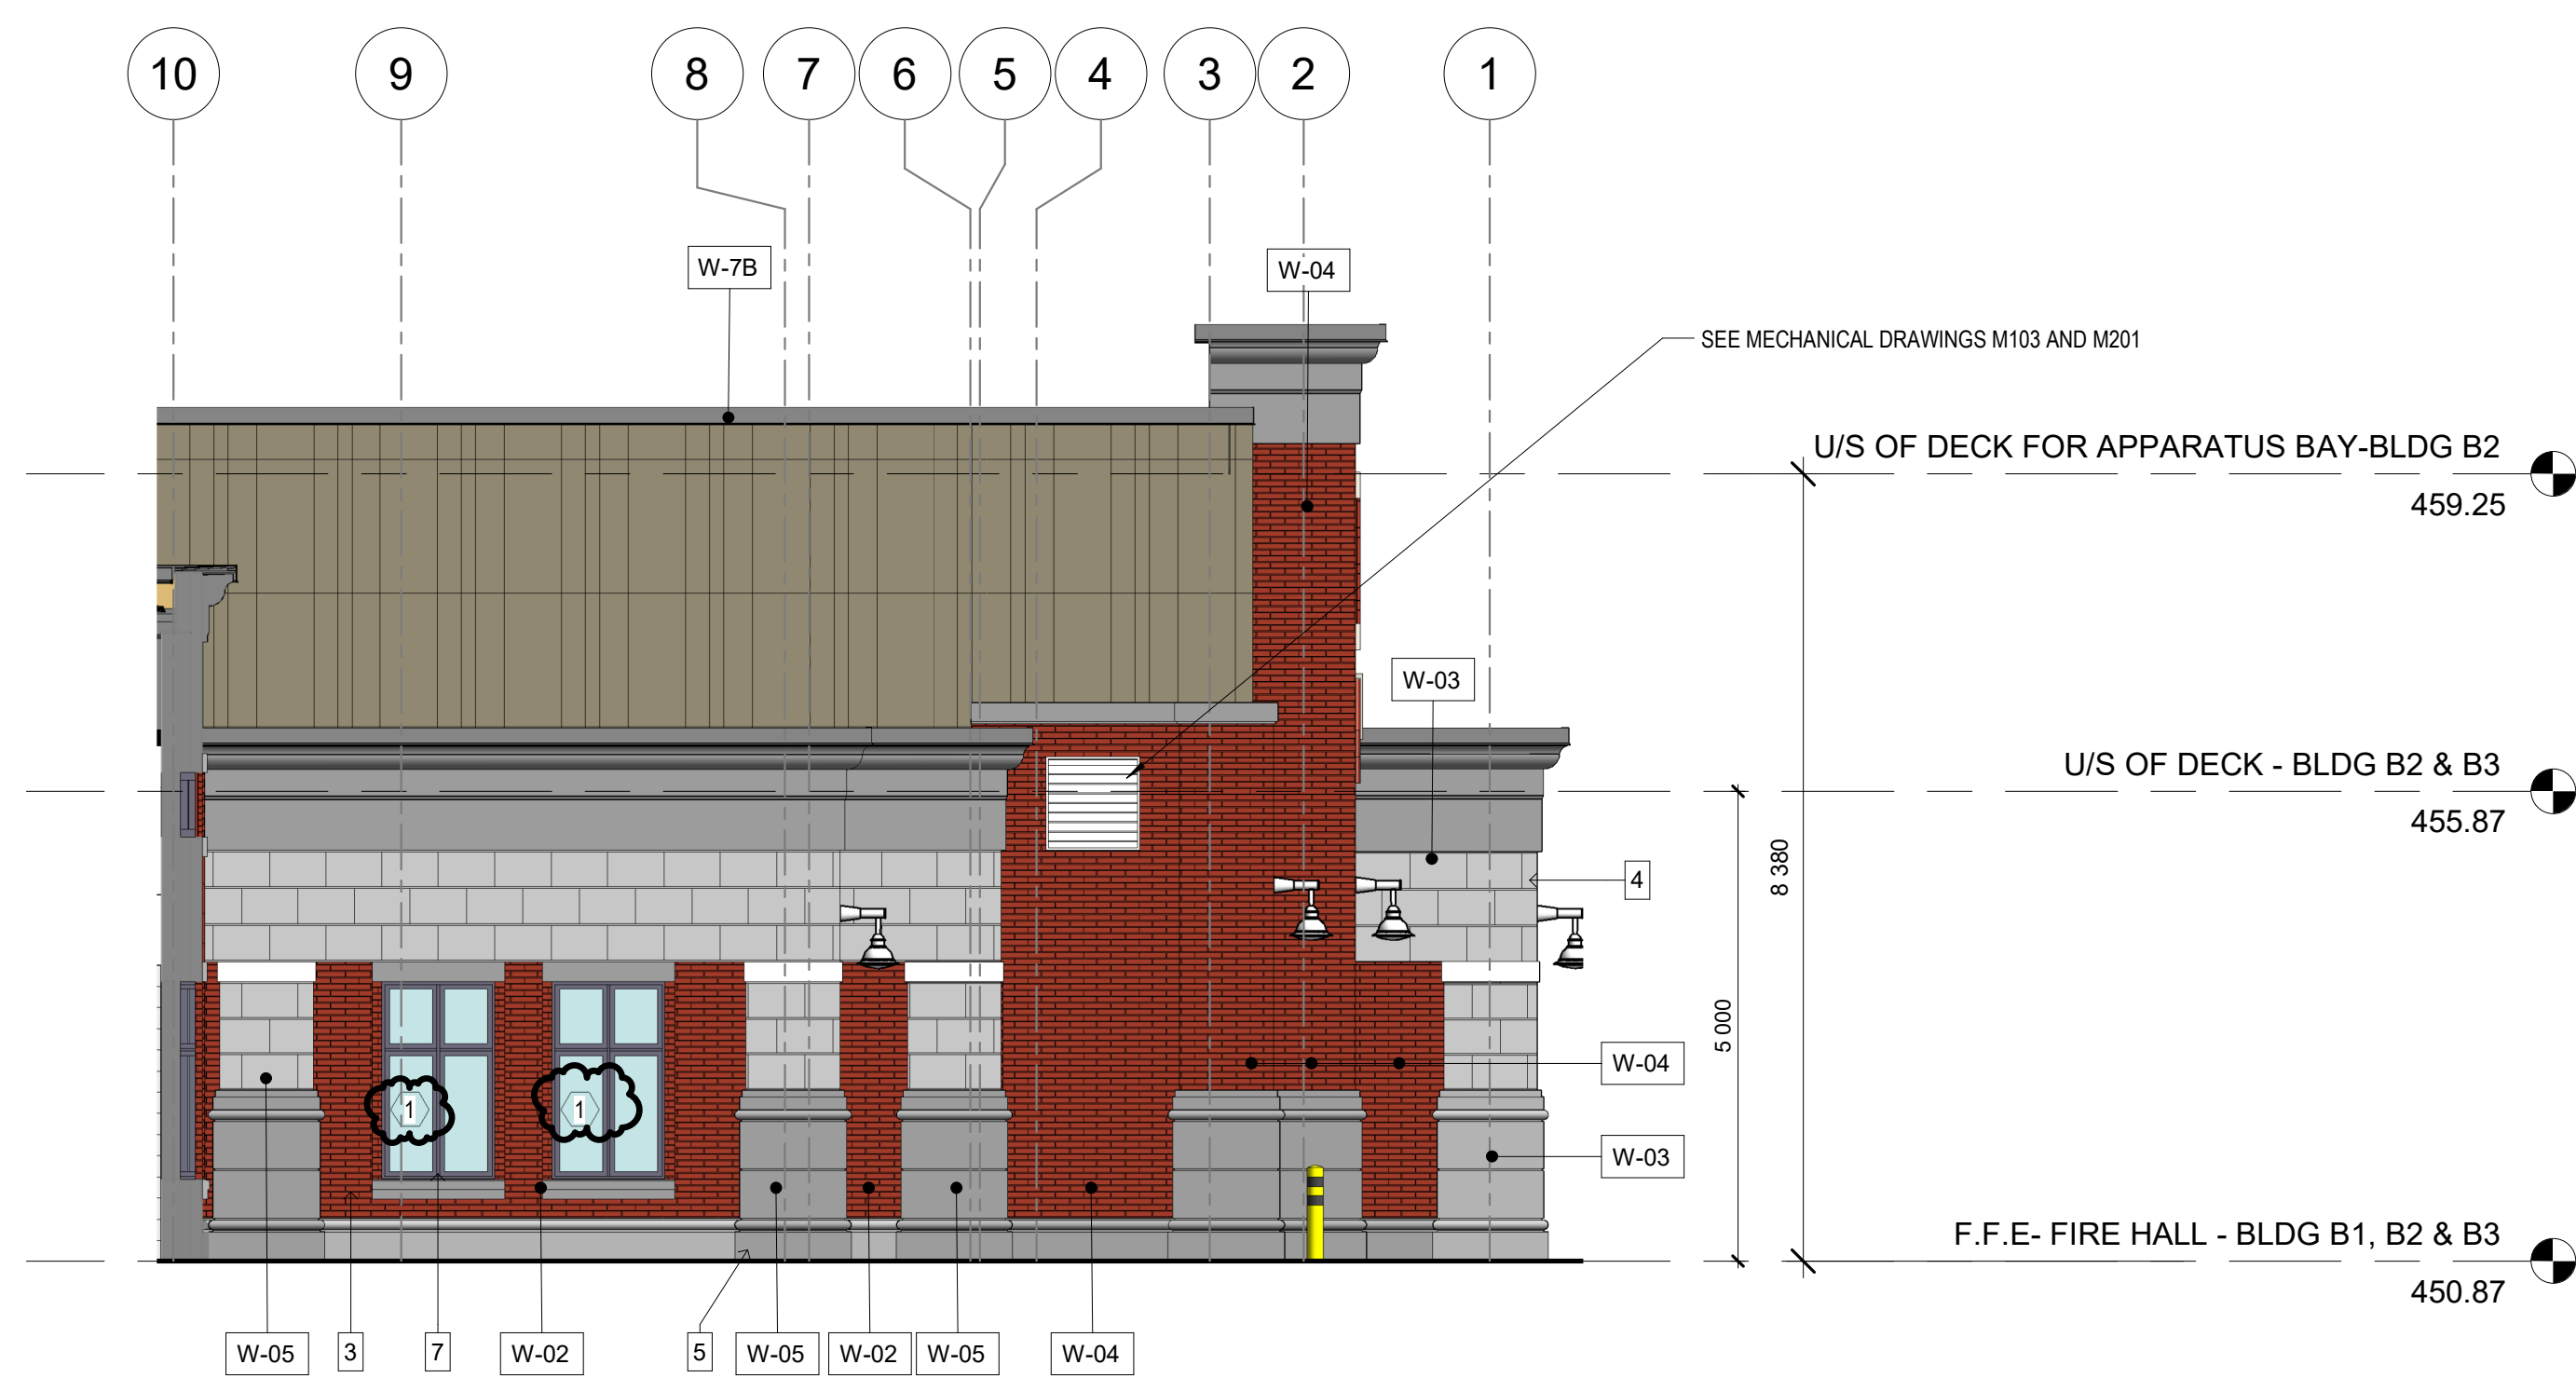 10 9 8 7 6 5 4 3 2 1
W-7B
W-04
SEE MECHANICAL DRAWINGS M103 AND M201
U/S OF DECK FOR APPARATUS BAY-BLDG B2
459.25
W-03
U/S OF DECK - BLDG B2 & B3
455.87
4
8 380
5 000
W-04
1 1
W-03
F.F.E- FIRE HALL - BLDG B1, B2 & B3
450.87
W-05 3 7 W-02 5 W-05 W-02 W-05 W-04